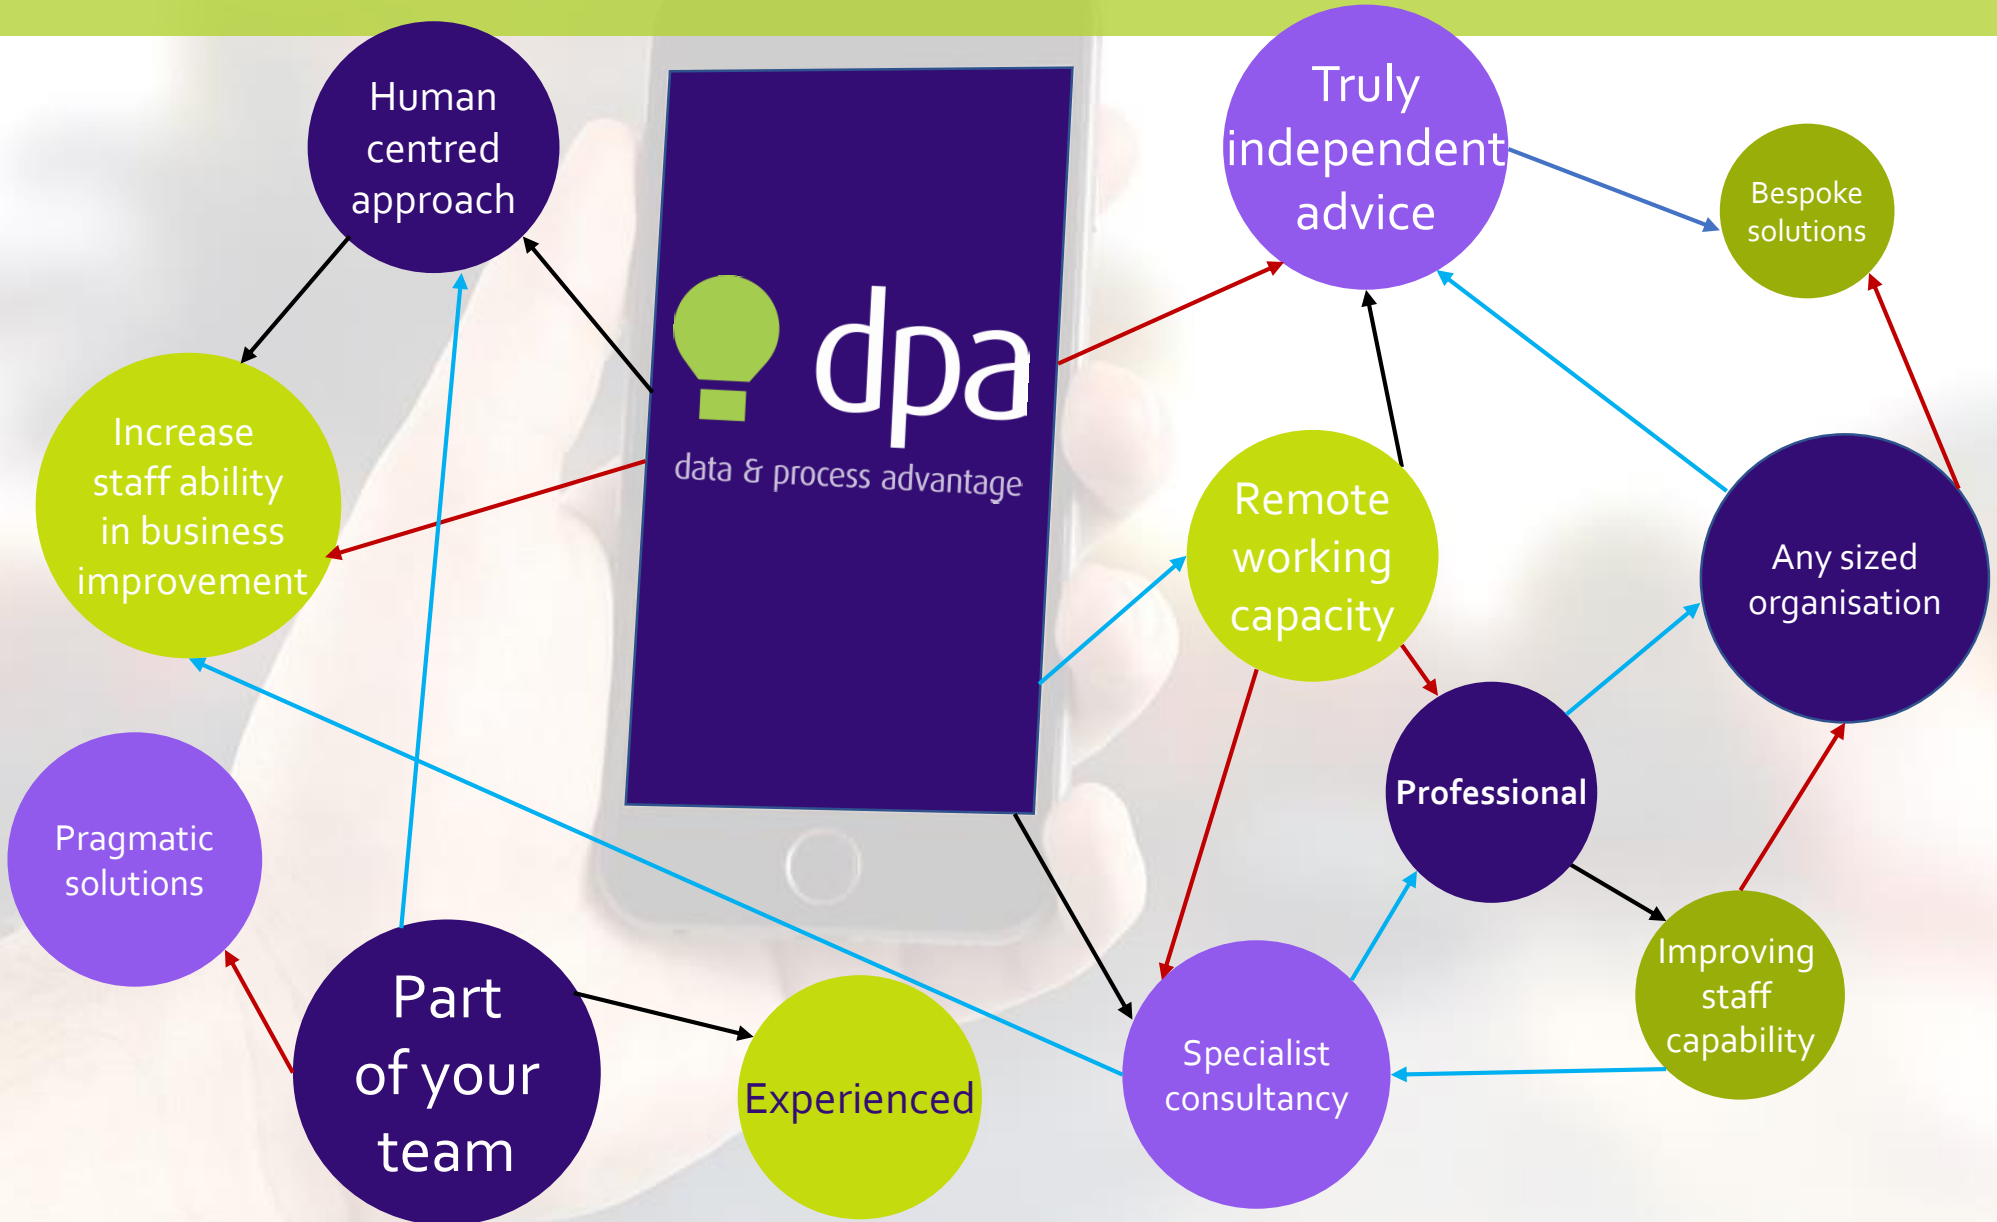 Human
centred
approach
Truly
independent
advice
Bespoke
solutions
dpa
data & process advantage
Increase
staff ability
in business
improvement
Remote
working
capacity
Any sized
organisation
Professional
Pragmatic
solutions
Part
of your
team
Experienced
Specialist
consultancy
Improving
staff
capability